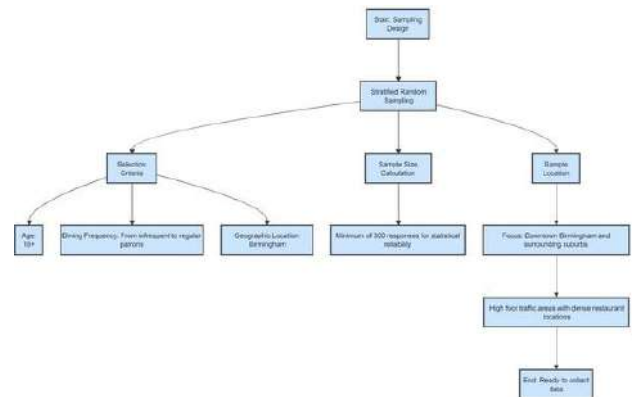 Start: Sampling
Design
Stratified Random
Sampling
Selection
Criteria
Sample Size
Calculation
Sample
Location
Age:
18+
Dining Frequency: From infrequent to regular
patrons
Geographic Location:
Birmingham
Minimum of 300 responses for statistical
reliability
Focus: Downtown Birmingham and
surrounding suburbs
High foot traffic areas with dense restaurant
locations
End: Ready to collect
data